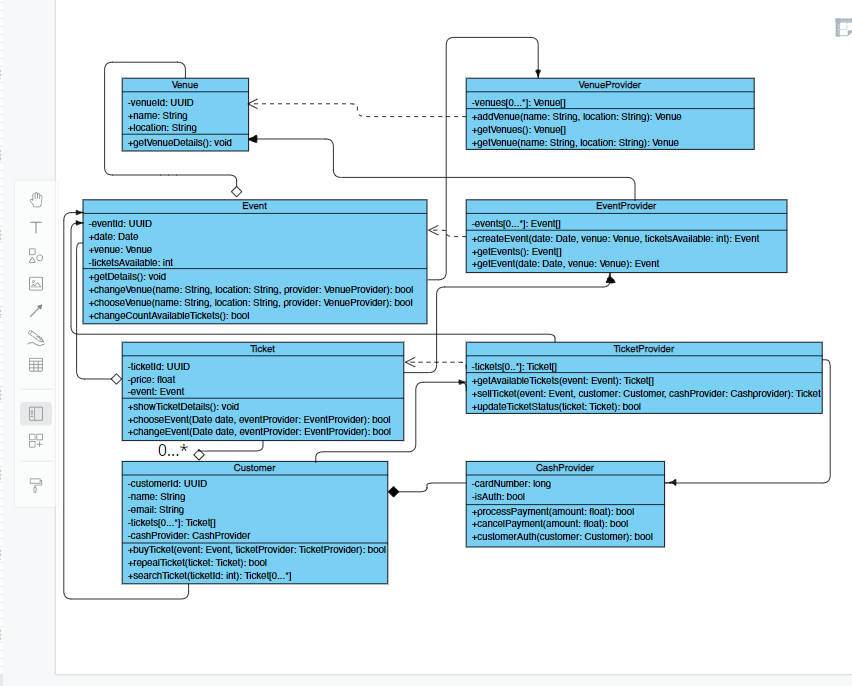 Venue
-venueId: UUID
+name: String
+location: String
+getVenueDetails(): void
VenueProvider
-venues[0...*]: Venue[]
+addVenue(name: String, location: String): Venue
+getVenues(): Venue[]
+getVenue(name: String, location: String): Venue
Event
-eventId: UUID
+date: Date
+venue: Venue
-ticketsAvailable: int
+getDetails(): void
+changeVenue(name: String, location: String, provider: VenueProvider): bool
+chooseVenue(name: String, location: String, provider: VenueProvider): bool
+changeCountAvailableTickets(): bool
EventProvider
-events[0...*]: Event[]
+createEvent(date: Date, venue: Venue, ticketsAvailable: int): Event
+getEvents(): Event[]
+getEvent(date: Date, venue: Venue): Event
Ticket
-ticketId: UUID
-price: float
-event: Event
+showTicketDetails(): void
+chooseEvent(Date date, eventProvider: EventProvider): bool
+changeEvent(Date date, eventProvider: EventProvider): bool
TicketProvider
-tickets[0..*]: Ticket[]
+getAvailableTickets(event: Event): Ticket[]
+sellTicket(event: Event, customer: Customer, cashProvider: Cashprovider): Ticket
+updateTicketStatus(ticket: Ticket): bool
0...*
Customer
-customerId: UUID
-name: String
-email: String
-tickets[0...*]: Ticket[]
-cashProvider: CashProvider
+buyTicket(event: Event, ticketProvider: TicketProvider): bool
+repealTicket(ticket: Ticket): bool
+searchTicket(ticketId: int): Ticket[0...*]
CashProvider
-cardNumber: long
-isAuth: bool
+processPayment(amount: float): bool
+cancelPayment(amount: float): bool
+customerAuth(customer: Customer): bool